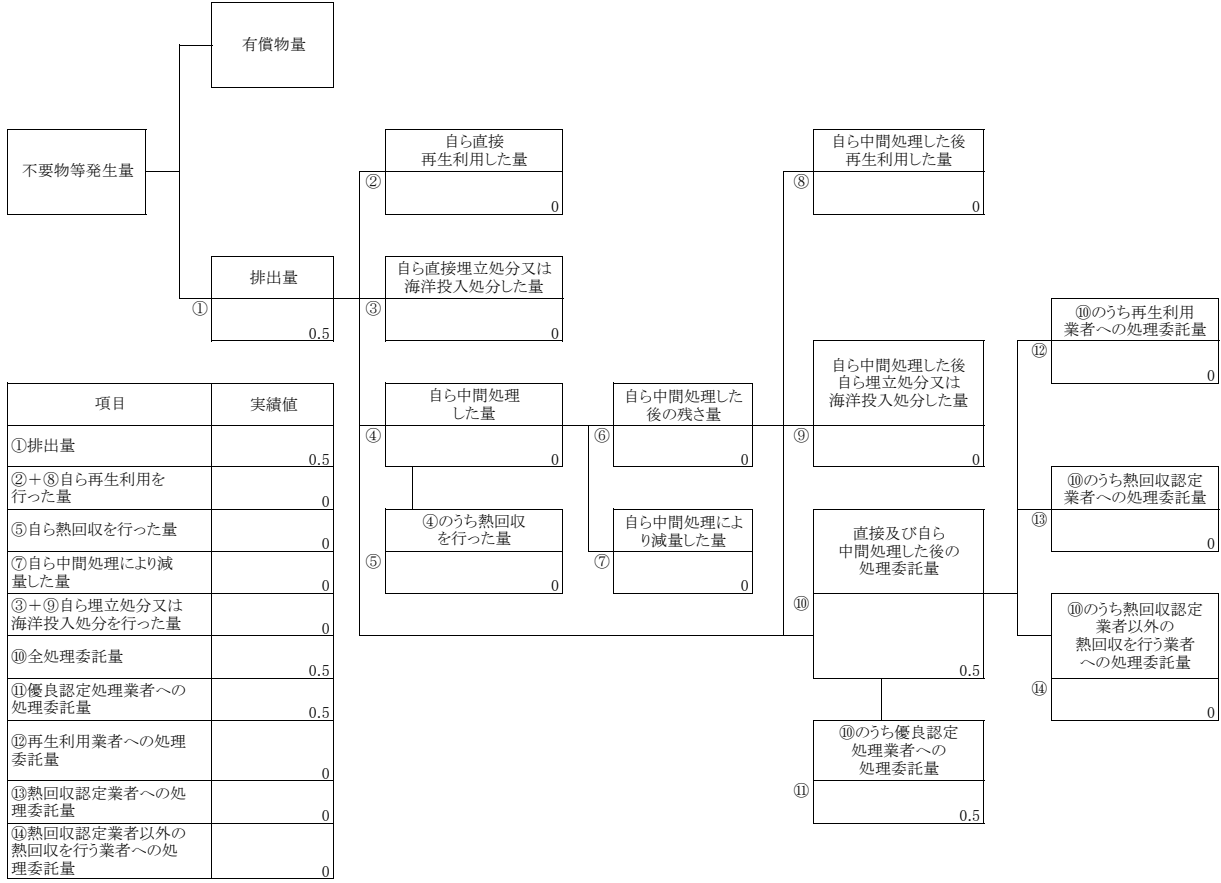 有償物量
不要物等発生量
自ら直接
再生利用した量
②
0
自ら中間処理した後
再生利用した量
⑧
0
排出量
①
0.5
自ら直接埋立処分又は
海洋投入処分した量
③
0
⑩のうち再生利用
業者への処理委託量
⑫
0
自ら中間処理した後
自ら埋立処分又は
海洋投入処分した量
⑨
0
自ら中間処理
した量
④
0
自ら中間処理した
後の残さ量
⑥
0
⑩のうち熱回収認定
業者への処理委託量
⑬
0
④のうち熱回収
を行った量
⑤
0
自ら中間処理によ
り減量した量
⑦
0
直接及び自ら
中間処理した後の
処理委託量
⑩
0.5
⑩のうち熱回収認定
業者以外の
熱回収を行う業者
への処理委託量
⑭
0
⑩のうち優良認定
処理業者への
処理委託量
⑪
0.5
項目 実績値
①排出量 0.5
②＋⑧自ら再生利用を
行った量 0
⑤自ら熱回収を行った量 0
⑦自ら中間処理により減
量した量 0
③＋⑨自ら埋立処分又は
海洋投入処分を行った量 0
⑩全処理委託量 0.5
⑪優良認定処理業者への
処理委託量 0.5
⑫再生利用業者への処理
委託量 0
⑬熱回収認定業者への処
理委託量 0
⑭熱回収認定業者以外の
熱回収を行う業者への処
理委託量 0